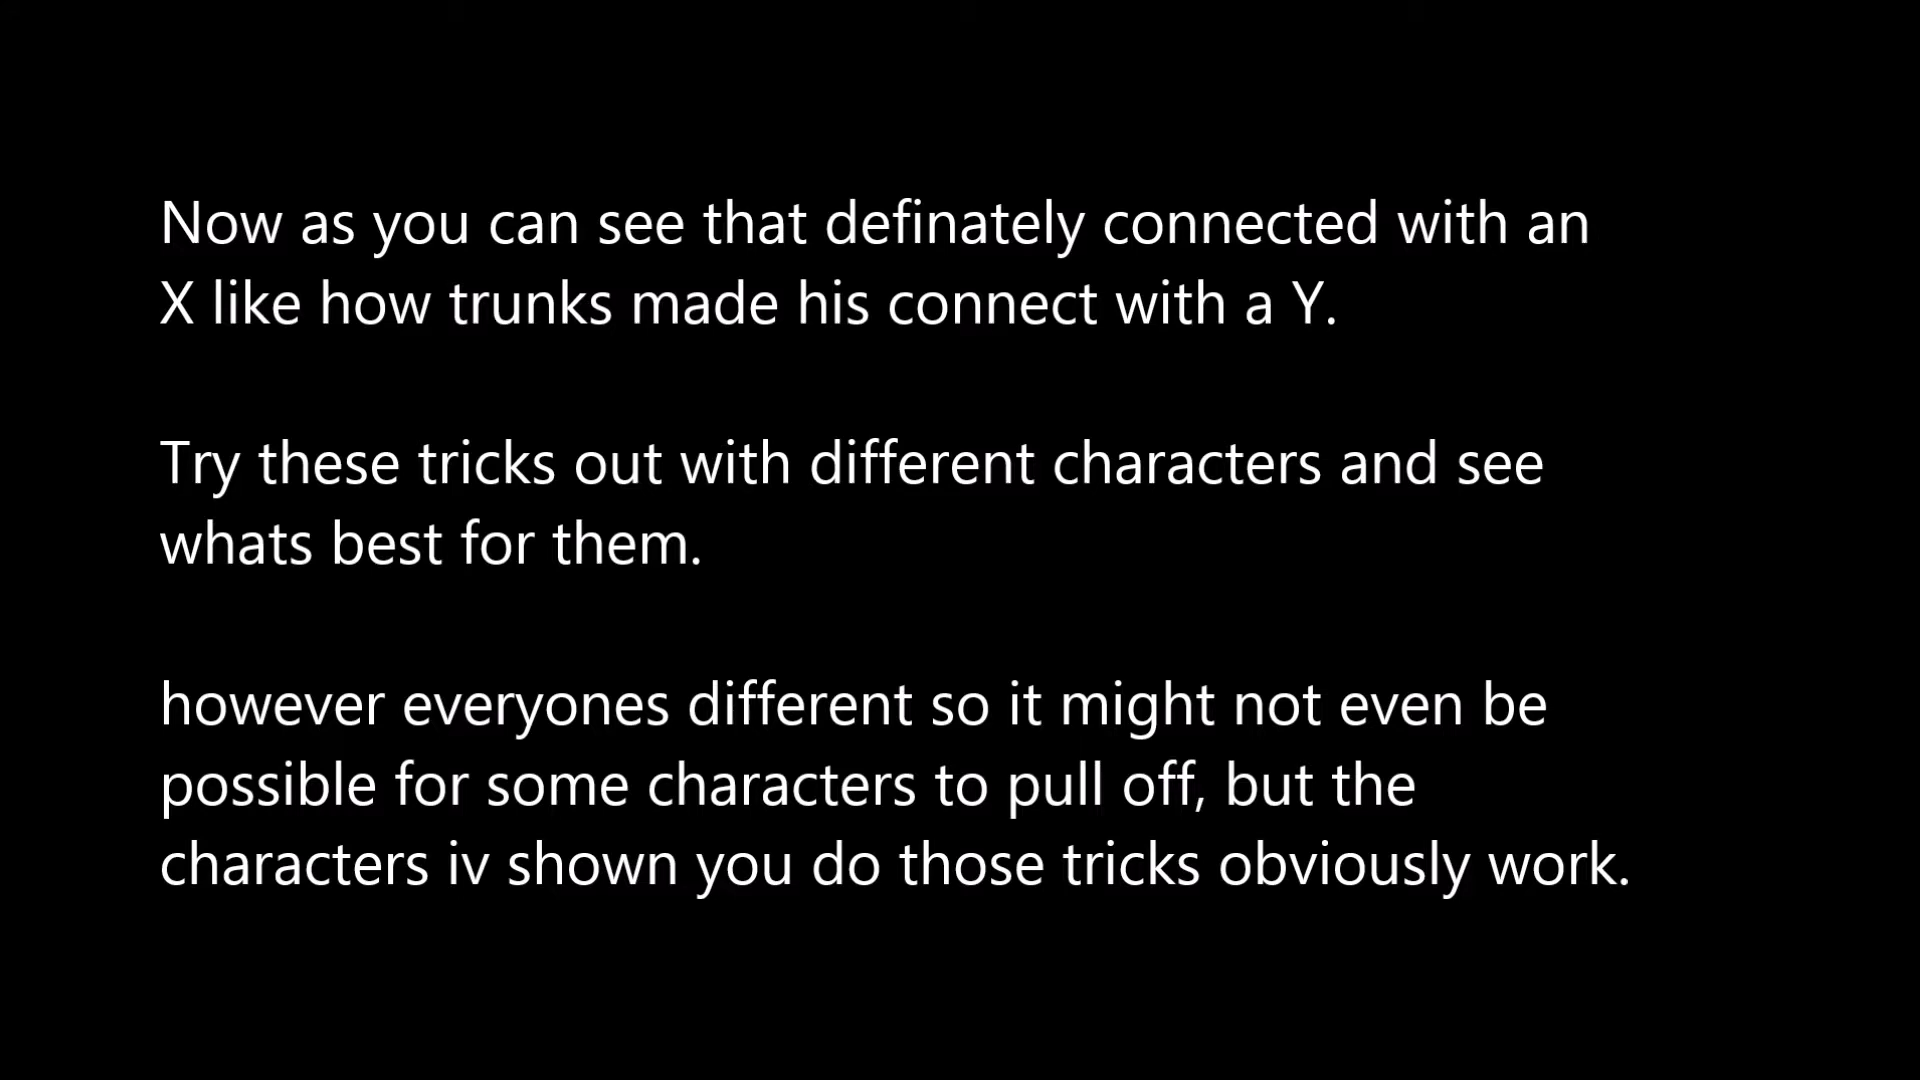 Now as you can see that definately connected with an
X like how trunks made his connect with a Y.
Try these tricks out with different characters and see
whats best for them.
however everyones different so it might not even be
possible for some characters to pull off, but the
characters iv shown you do those tricks obviously work.